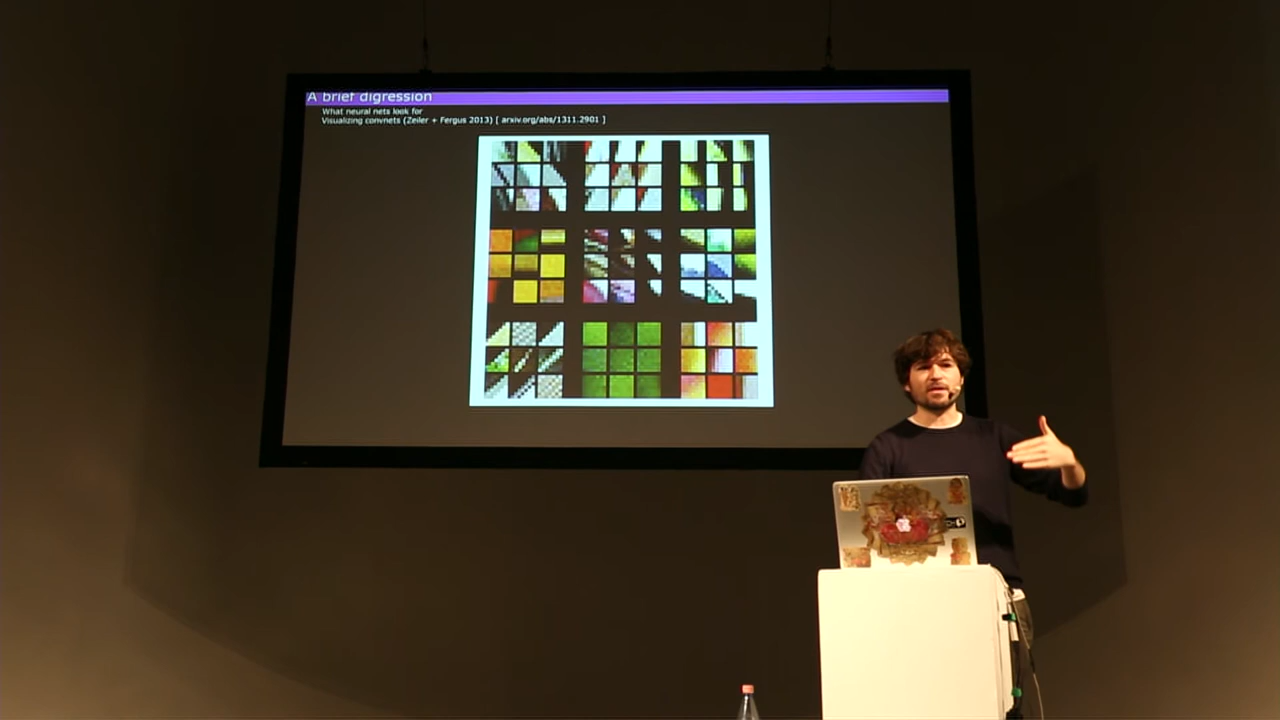 A brief digression
What neural nets look for
Visualizing convnets (Zeiler + Fergus 2013) [ arxiv.org/abs/1311.2901 ]